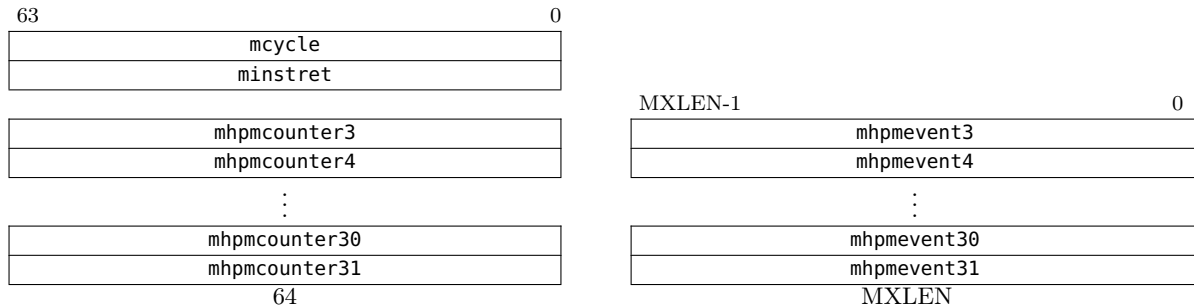 63 0
mcycle
minstret
mhpmcounter3
mhpmcounter4
⋮
mhpmcounter30
mhpmcounter31
64
MXLEN-1 0
mhpmevent3
mhpmevent4
⋮
mhpmevent30
mhpmevent31
MXLEN